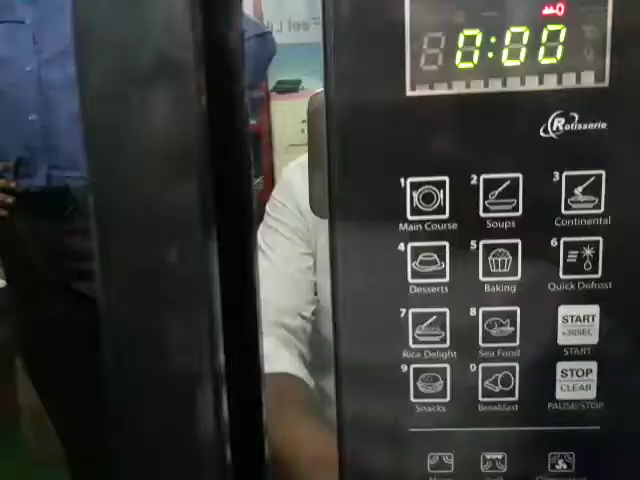 Feel L
0:00
Rotisserie
1 2 3
Main Course Soups Continental
4 5 6
Desserts Baking Quick Defrost
7 8 START
+30SEC
Rice Delight Sea Food START
9 0 STOP
CLEAR
Snacks Breakfast PAUSE/STOP